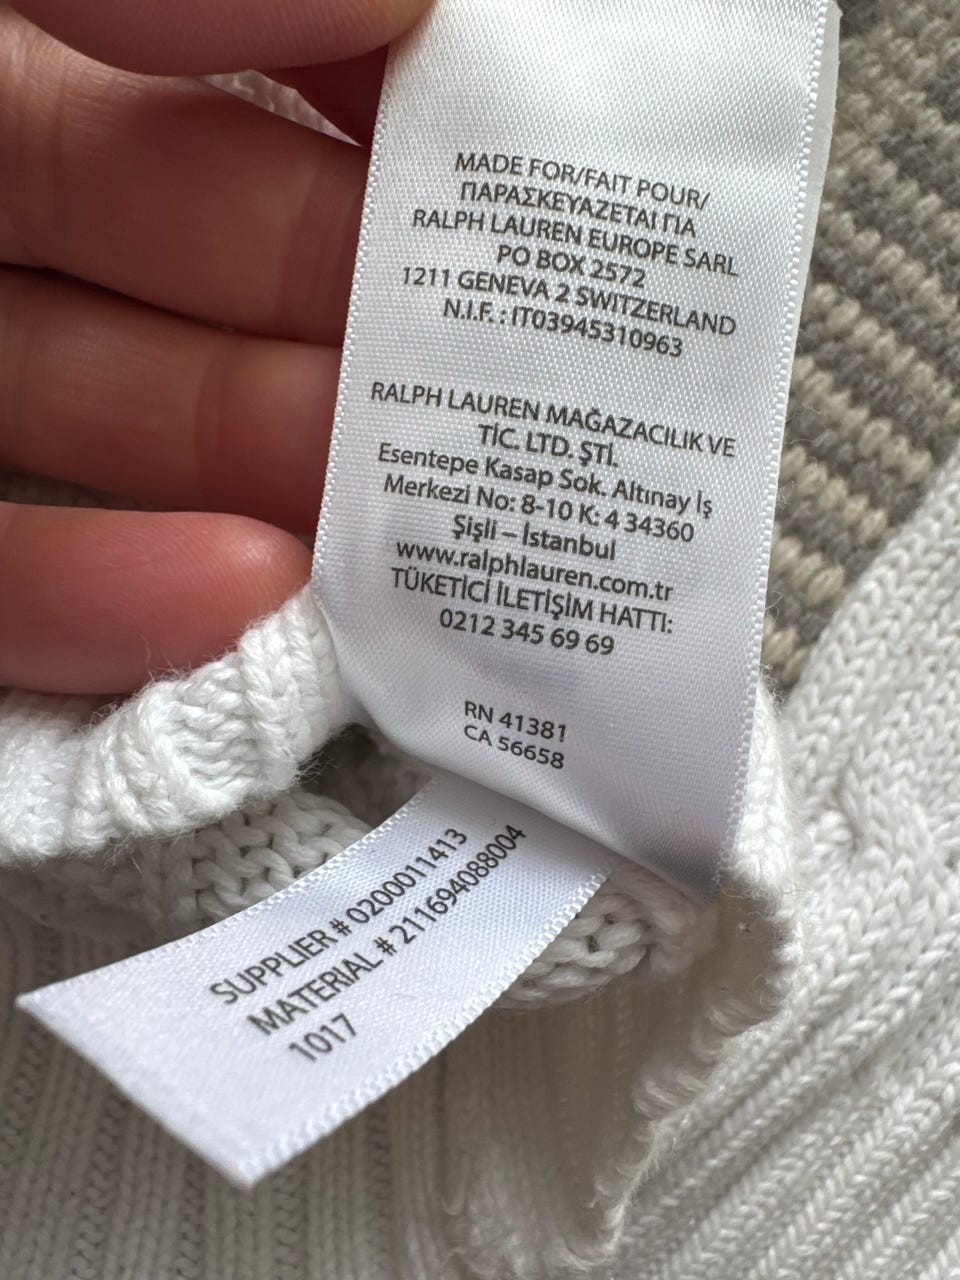 MADE FOR/FAIT POUR/
ΠΑΡΑΣΚΕΥΑΖΕΤΑΙ ΓΙΑ
RALPH LAUREN EUROPE SARL
PO BOX 2572
1211 GENEVA 2 SWITZERLAND
N.I.F. : IT03945310963
RALPH LAUREN MAĞAZACILIK VE
TİC. LTD. ŞTİ.
Esentepe Kasap Sok. Altınay İş
Merkezi No: 8-10 K: 4 34360
Şişli – İstanbul
www.ralphlauren.com.tr
TÜKETİCİ İLETİŞİM HATTI:
0212 345 69 69
RN 41381
CA 56658
SUPPLIER # 0200011413
MATERIAL # 211694088004
1017